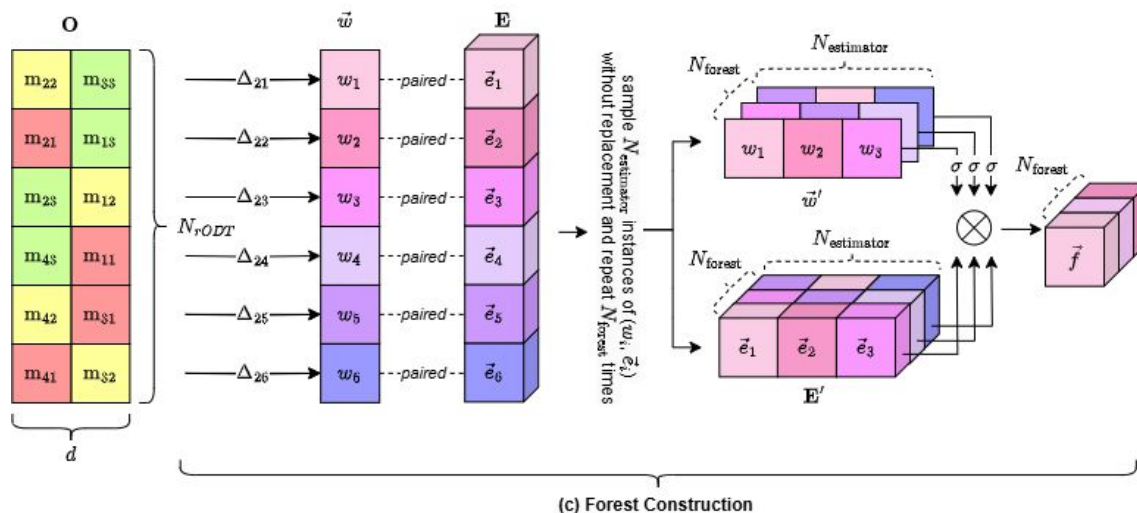 O
m₂₂ m₃₃
m₂₁ m₁₃
m₂₃ m₁₂
m₄₃ m₁₁
m₄₂ m₃₁
m₄₁ m₃₂
d
N_rODT
Δ₂₁
Δ₂₂
Δ₂₃
Δ₂₄
Δ₂₅
Δ₂₆
w⃗
w₁
w₂
w₃
w₄
w₅
w₆
paired
paired
paired
paired
paired
paired
E
e⃗₁
e⃗₂
e⃗₃
e⃗₄
e⃗₅
e⃗₆
sample N_estimator instances of (w_i, e⃗_i)
without replacement and repeat N_forest times
N_estimator
N_forest
w₁ w₂ w₃
w⃗′
σ σ σ
N_estimator
N_forest
e⃗₁ e⃗₂ e⃗₃
E′
N_forest
f⃗
(c) Forest Construction